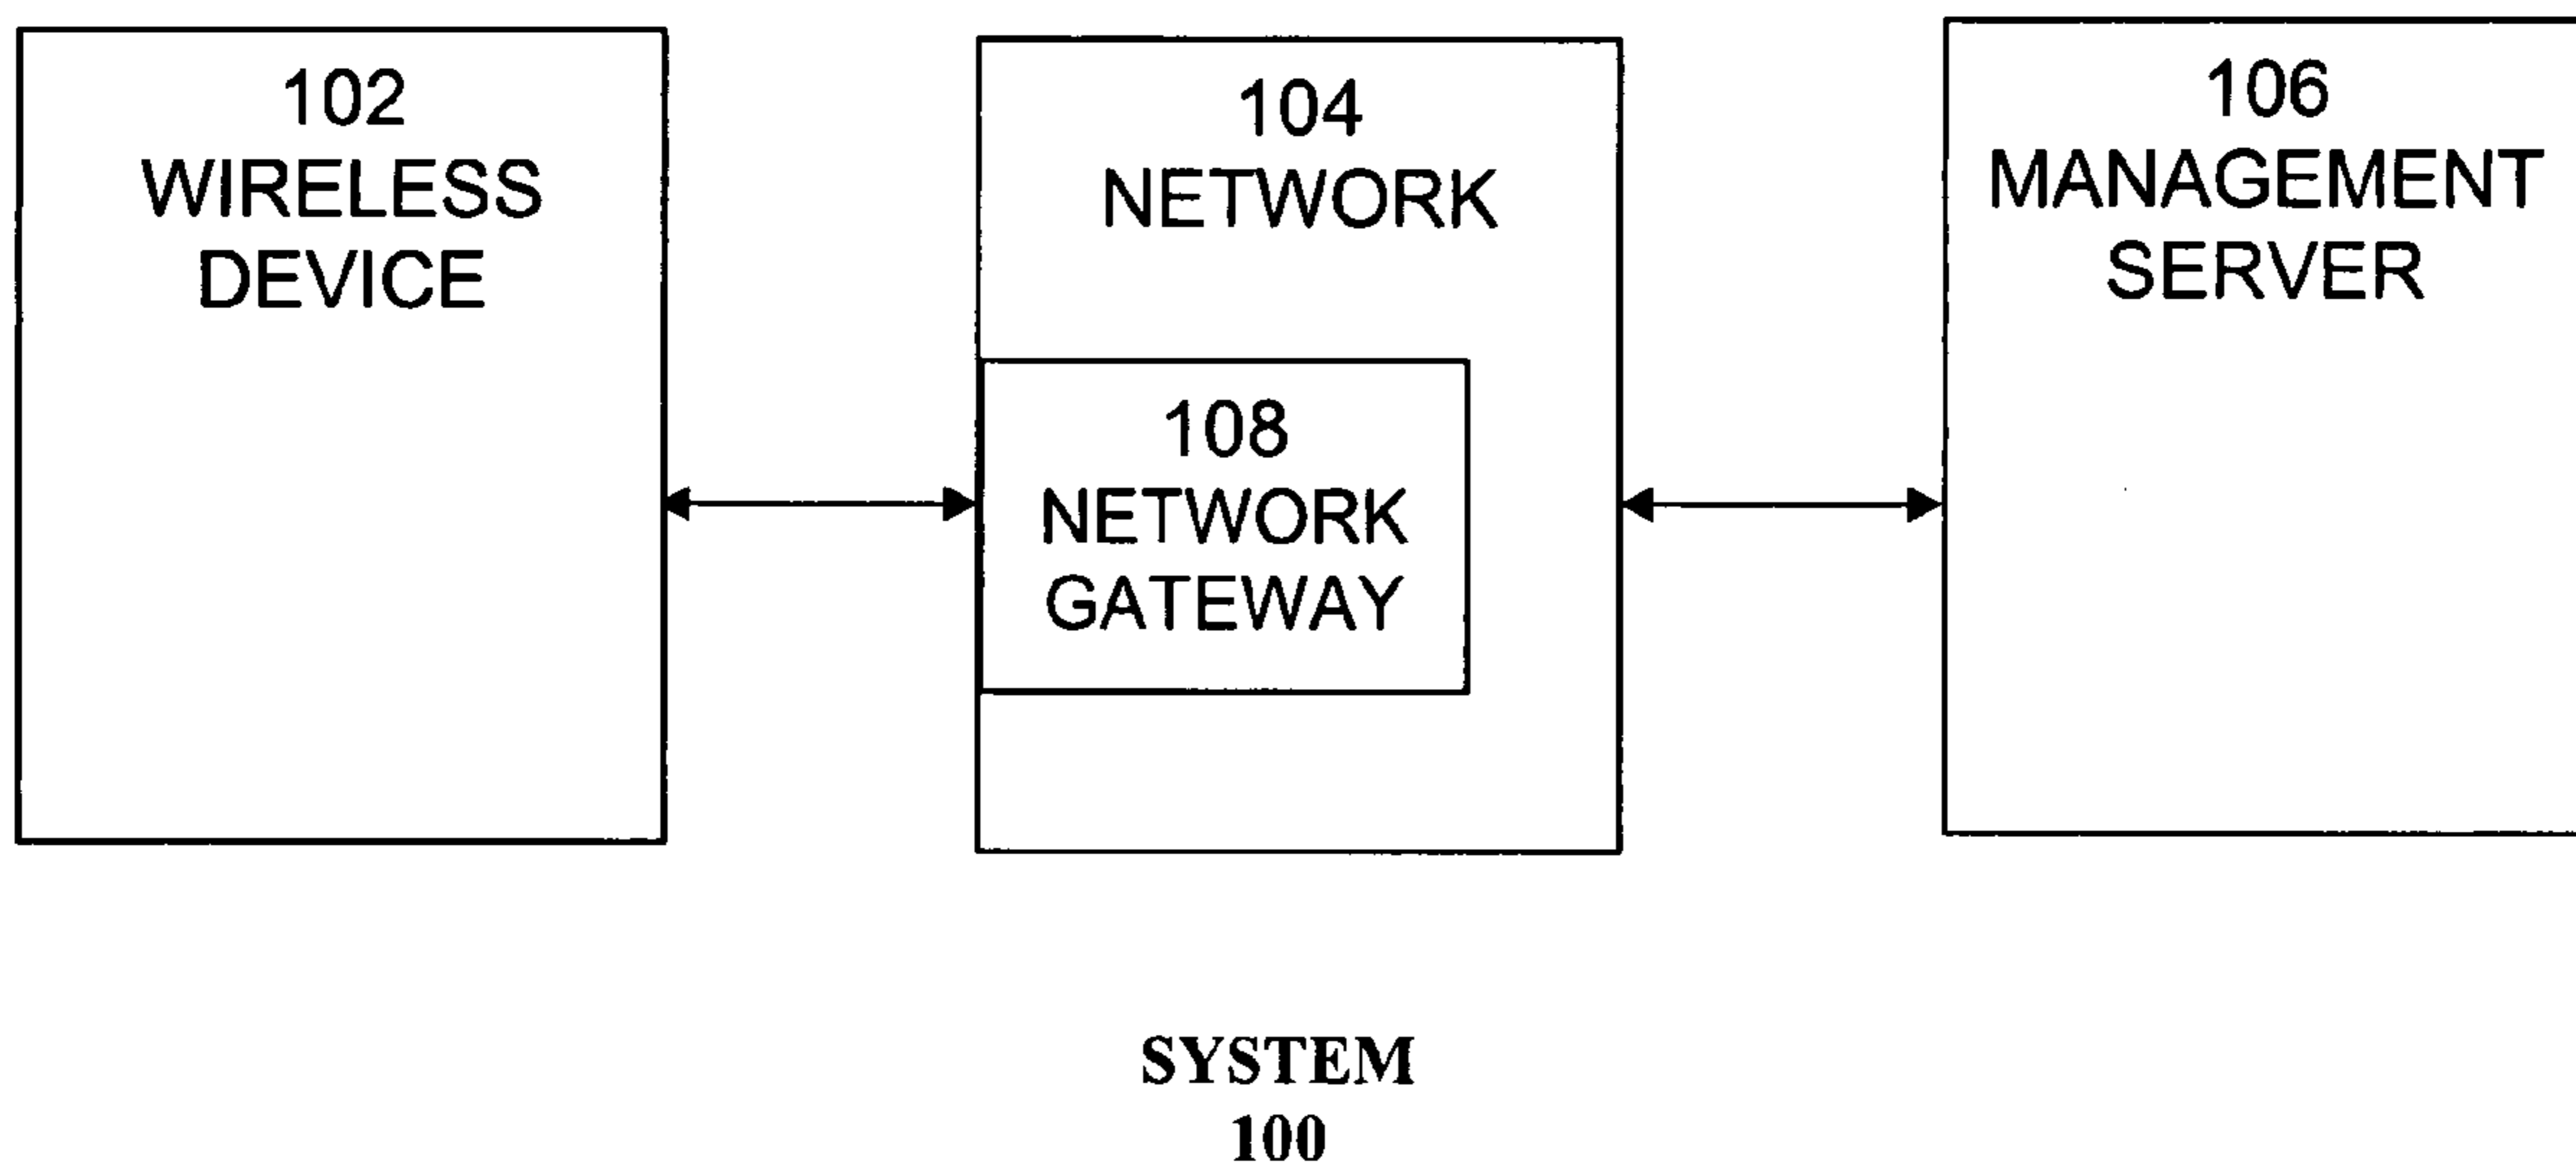 102
WIRELESS
DEVICE
104
NETWORK
108
NETWORK
GATEWAY
106
MANAGEMENT
SERVER
SYSTEM
100